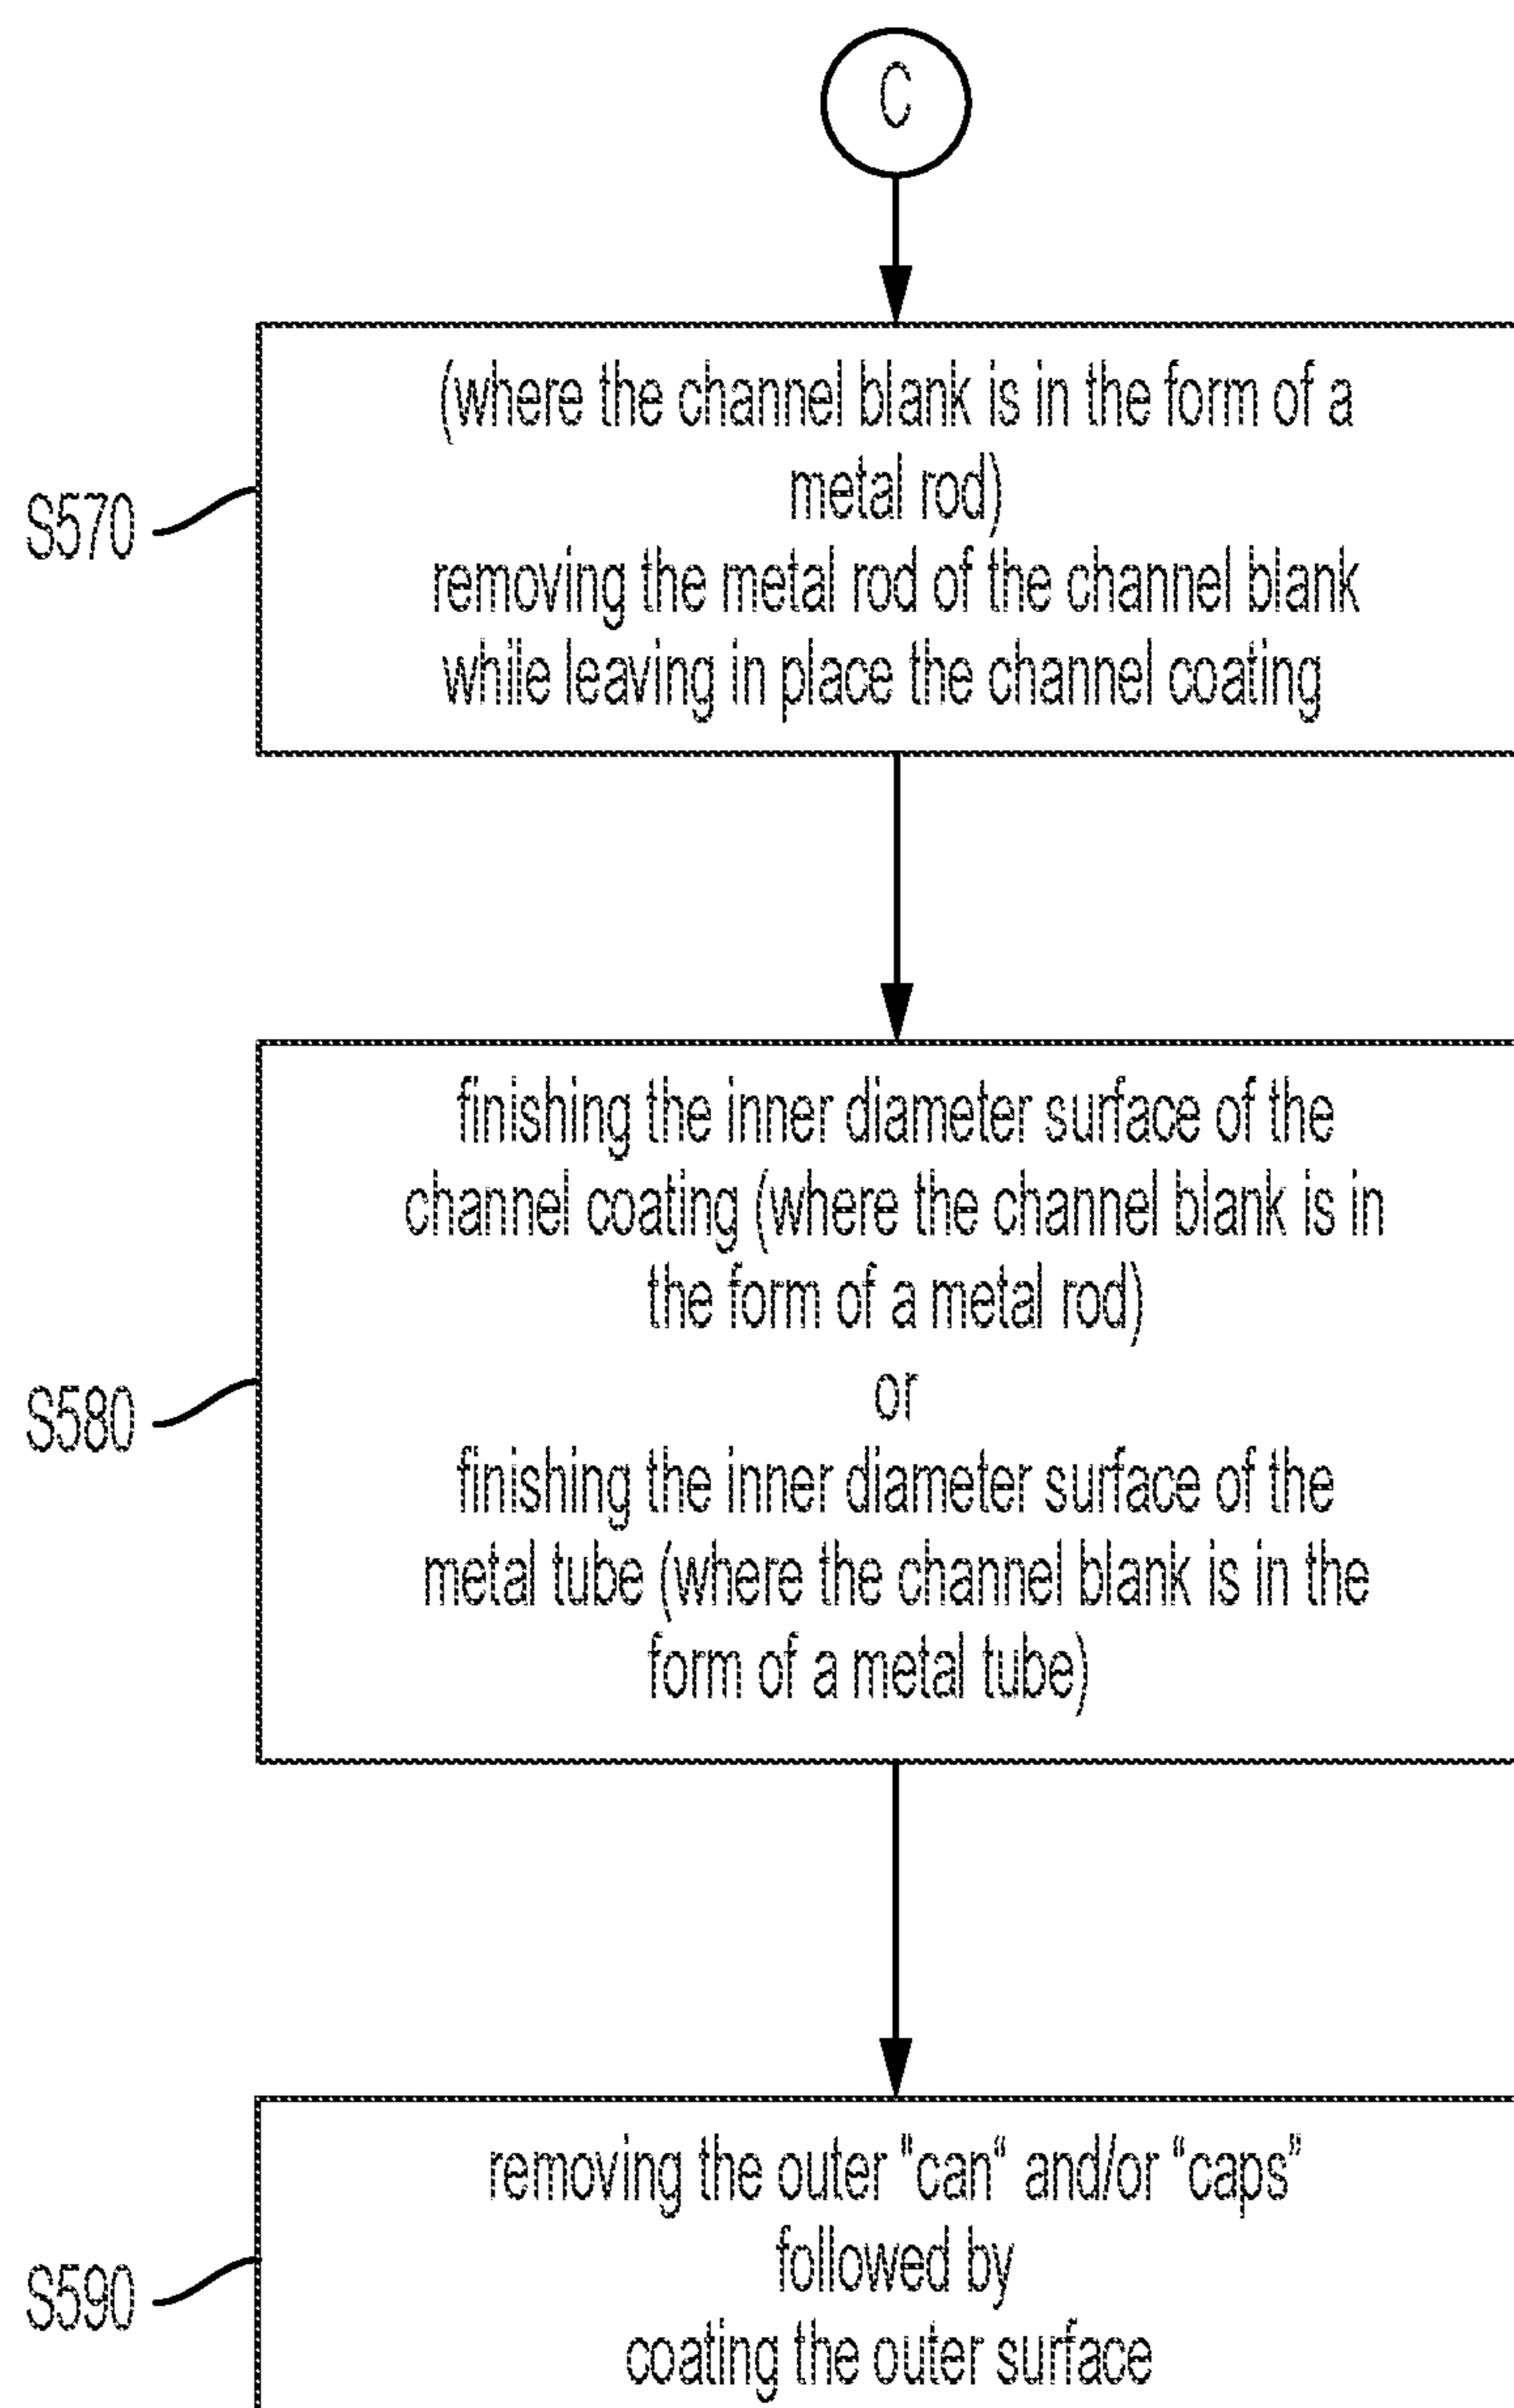 C
(where the channel blank is in the form of a
metal rod)
removing the metal rod of the channel blank
while leaving in place the channel coating
S570
finishing the inner diameter surface of the
channel coating (where the channel blank is in
the form of a metal rod)
or
finishing the inner diameter surface of the
metal tube (where the channel blank is in the
form of a metal tube)
S580
removing the outer "can“ and/or “caps”
followed by
coating the outer surface
S590